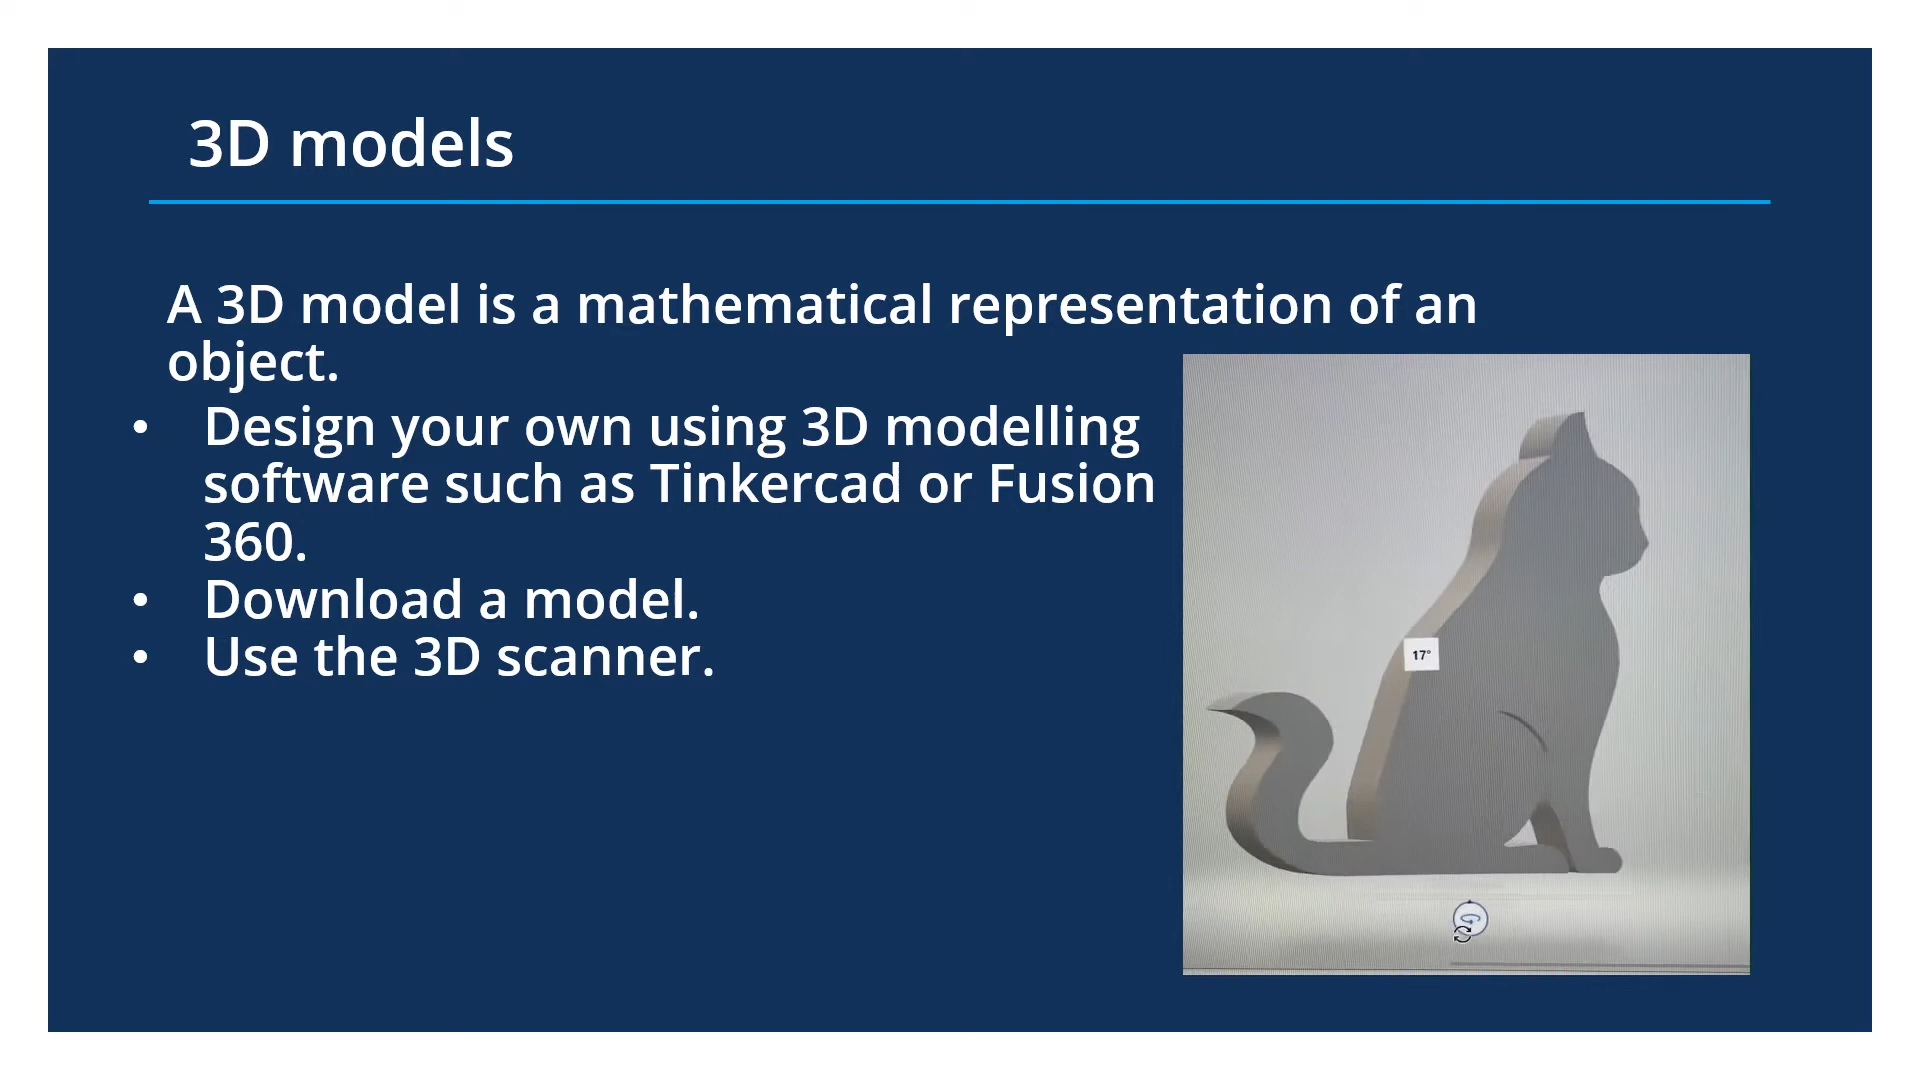 3D models
A 3D model is a mathematical representation of an
object.
• Design your own using 3D modelling
software such as Tinkercad or Fusion
360.
• Download a model.
• Use the 3D scanner.
17°